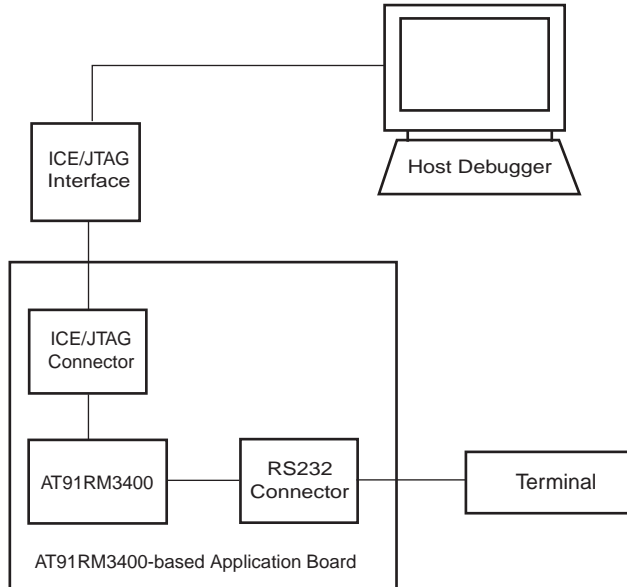 ICE/JTAG
Interface
Host Debugger
ICE/JTAG
Connector
AT91RM3400
RS232
Connector
Terminal
AT91RM3400-based Application Board